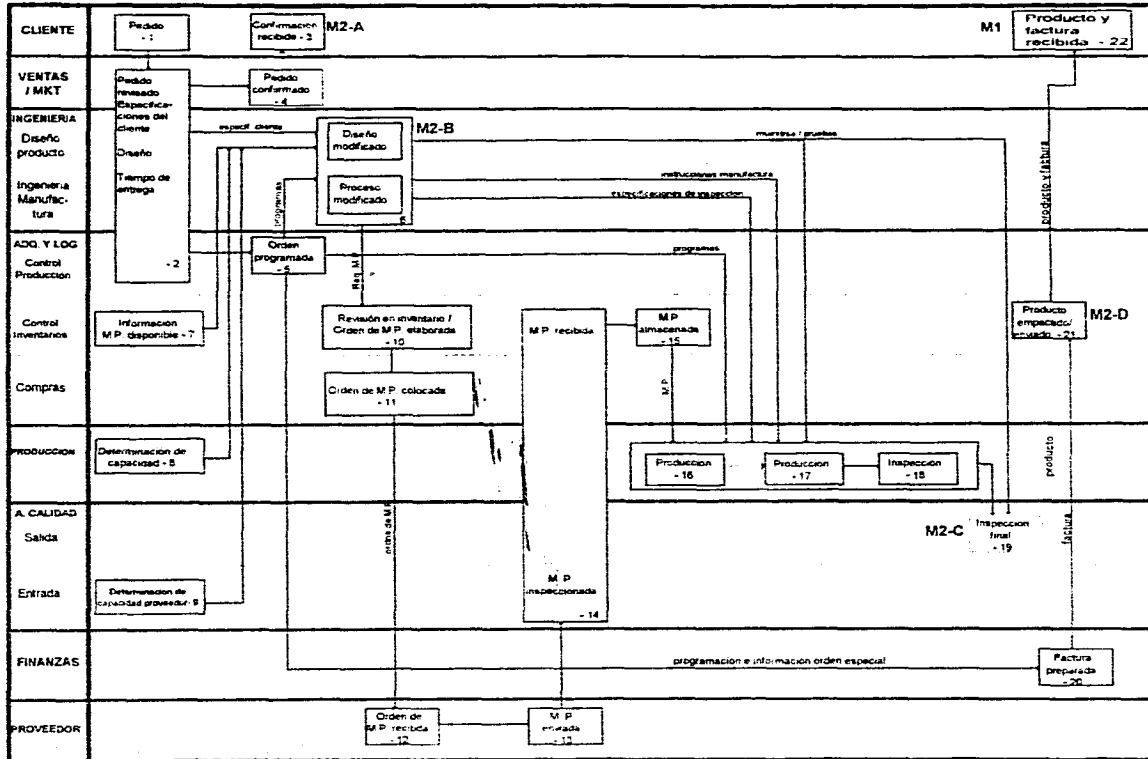 CLIENTE
Pedido
- 1
Confirmacion
recibida - 3
M2-A
M1
Producto y
factura
recibida - 22
VENTAS
/ MKT
Pedido
revisado
Especifica-
ciones del
cliente
Diseño
Tiempo de
entrega
- 2
Pedido
confirmado
- 4
INGENIERIA
Diseño
producto
Ingenieria
Manufac-
tura
especif. cliente
M2-B
Diseño
modificado
Proceso
modificado
muestras / pruebas
instrucciones manufactura
especificaciones de inspeccion
programas
producto y factura
ADQ. Y LOG
Control
Produccion
Orden
programada
- 5
Req. M.P.
programas
Control
Inventarios
Informacion
M.P. disponible - 7
Revisión en inventario /
Orden de M.P. elaborada
- 10
M.P. recibida
M.P.
almacenada
- 15
Producto
empacado/
enviado - 21
M2-D
Compras
Orden de M.P. colocada
- 11
M.P.
PRODUCCION
Determinacion de
capacidad - 8
Produccion
- 16
Produccion
- 17
Inspeccion
- 18
producto
A. CALIDAD
Salida
orden de M.P.
M2-C
Inspeccion
final
- 19
factura
Entrada
Determinacion de
capacidad proveedor - 9
M.P.
inspeccionada
- 14
FINANZAS
programacion e informacion orden especial
Factura
preparada
- 20
PROVEEDOR
Orden de
M.P. recibida
- 12
M.P.
enviada
- 13